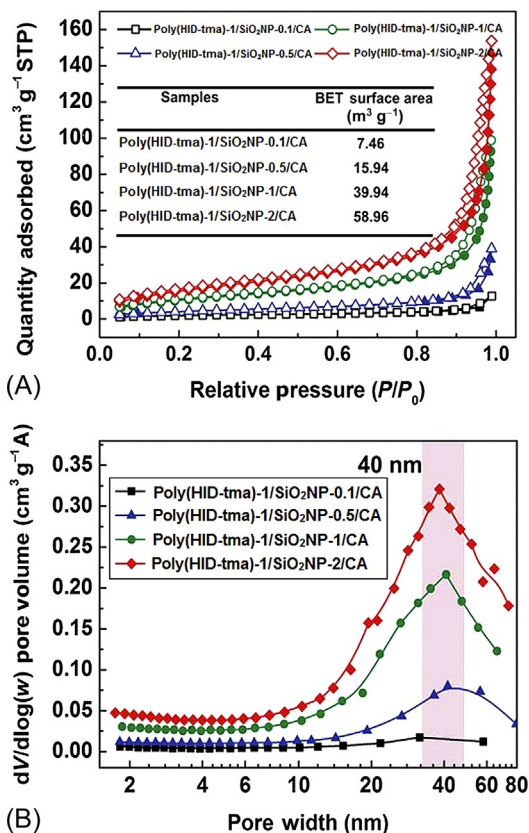 Quantity adsorbed (cm³ g⁻¹ STP)
160
140
120
100
80
60
40
20
0
Poly(HID-tma)-1/SiO₂NP-0.1/CA Poly(HID-tma)-1/SiO₂NP-1/CA
Poly(HID-tma)-1/SiO₂NP-0.5/CA Poly(HID-tma)-1/SiO₂NP-2/CA
Samples BET surface area
(m³ g⁻¹)
Poly(HID-tma)-1/SiO₂NP-0.1/CA 7.46
Poly(HID-tma)-1/SiO₂NP-0.5/CA 15.94
Poly(HID-tma)-1/SiO₂NP-1/CA 39.94
Poly(HID-tma)-1/SiO₂NP-2/CA 58.96
0.0 0.2 0.4 0.6 0.8 1.0
(A) Relative pressure (P/P₀)
dV/dlog(w) pore volume (cm³ g⁻¹A)
0.35
0.30
0.25
0.20
0.15
0.10
0.05
0.00
40 nm
Poly(HID-tma)-1/SiO₂NP-0.1/CA
Poly(HID-tma)-1/SiO₂NP-0.5/CA
Poly(HID-tma)-1/SiO₂NP-1/CA
Poly(HID-tma)-1/SiO₂NP-2/CA
2 4 6 8 10 20 40 60 80
(B) Pore width (nm)